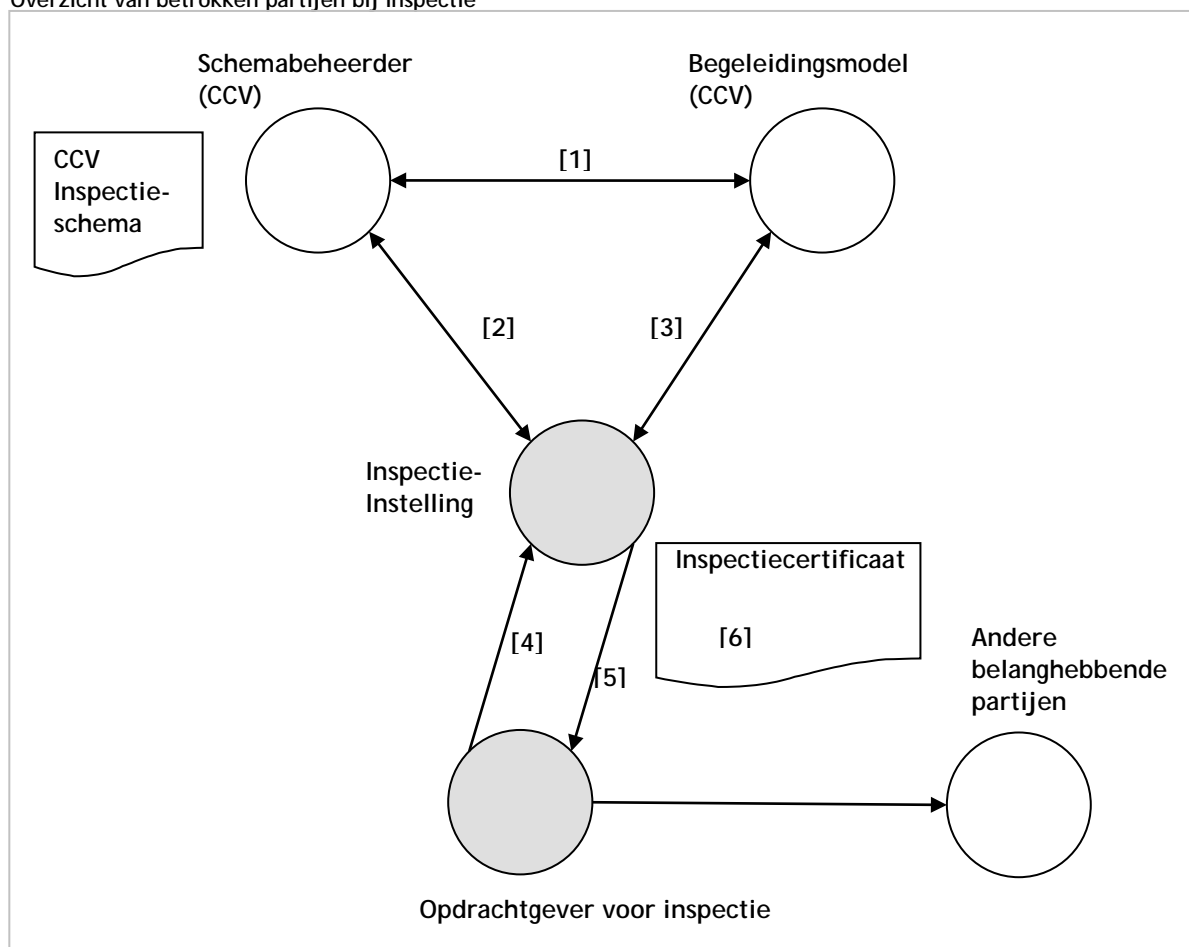 Overzicht van betrokken partijen bij inspectie
Schemabeheerder
(CCV)
Begeleidingsmodel
(CCV)
CCV
Inspectie-
schema
[1]
[2]
[3]
Inspectie-
Instelling
Inspectiecertificaat
[4]
[6]
[5]
Andere
belanghebbende
partijen
Opdrachtgever voor inspectie